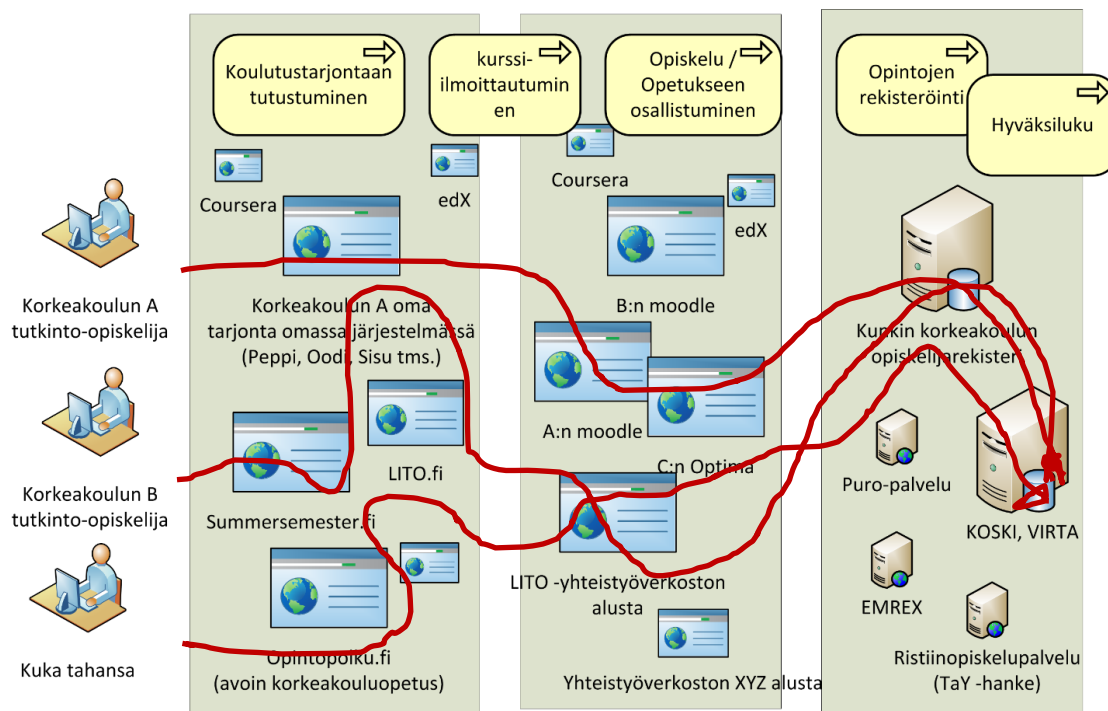 Koulutustarjontaan
tutustuminen
kurssi-
ilmoittautumin
en
Opiskelu /
Opetukseen
osallistuminen
Opintojen
rekisteröinti
Hyväksiluku
Coursera
edX
Coursera
edX
Korkeakoulun A
tutkinto-opiskelija
Korkeakoulun A oma
tarjonta omassa järjestelmässä
(Peppi, Oodi, Sisu tms.)
B:n moodle
Kunkin korkeakoulun
opiskelijarekisteri
A:n moodle
LITO.fi
C:n Optima
Puro-palvelu
Korkeakoulun B
tutkinto-opiskelija
Summersemester.fi
KOSKI, VIRTA
LITO -yhteistyöverkoston
alusta
EMREX
Kuka tahansa
Opintopolku.fi
(avoin korkeakouluopetus)
Yhteistyöverkoston XYZ alusta
Ristiinopiskelupalvelu
(TaY -hanke)